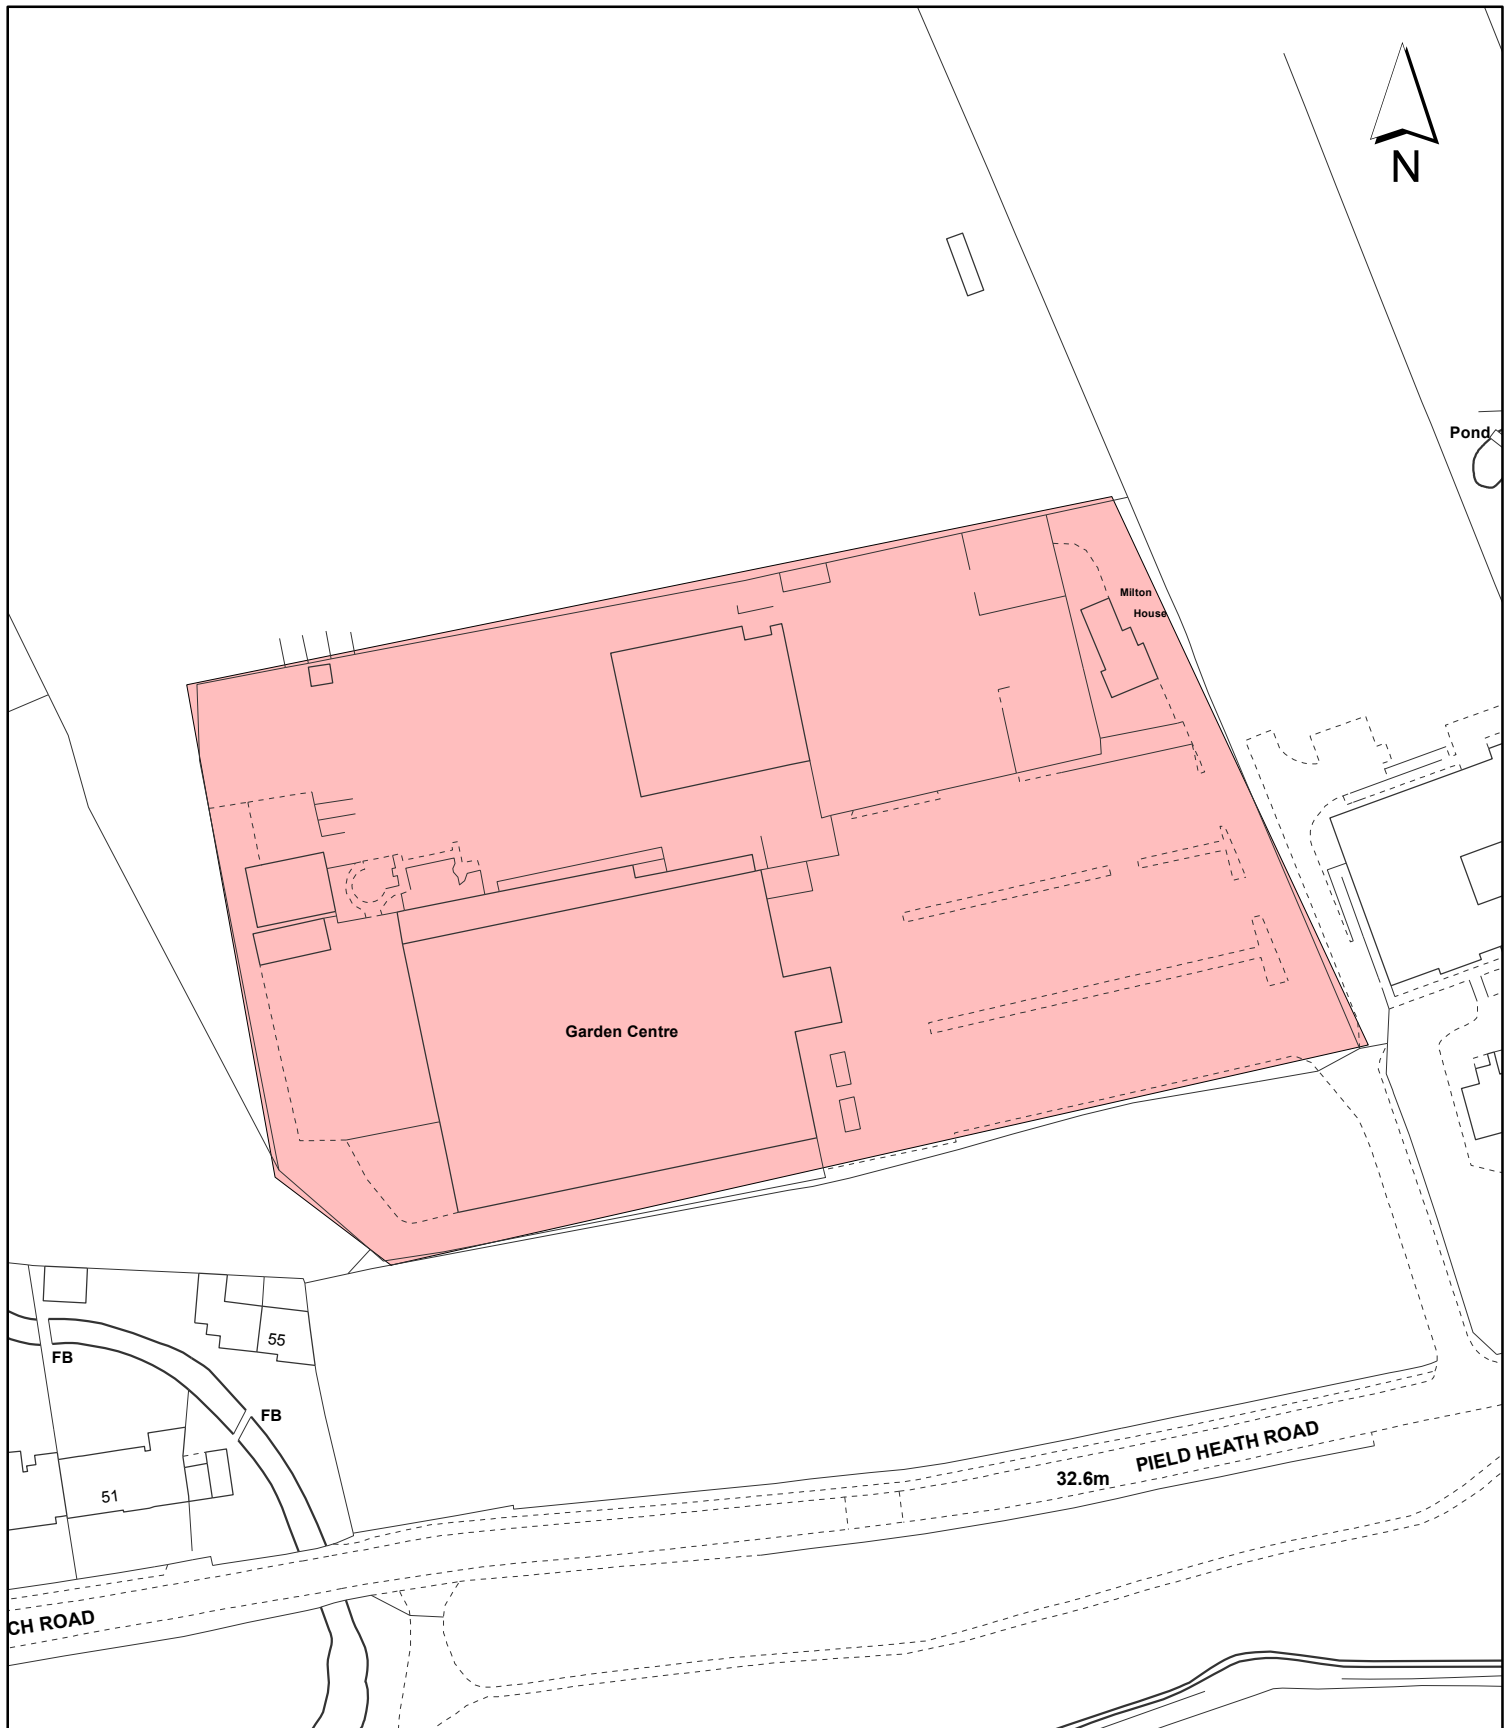 N
Pond
Milton
House
Garden Centre
55
FB
FB
51
32.6m
PIELD HEATH ROAD
CH ROAD